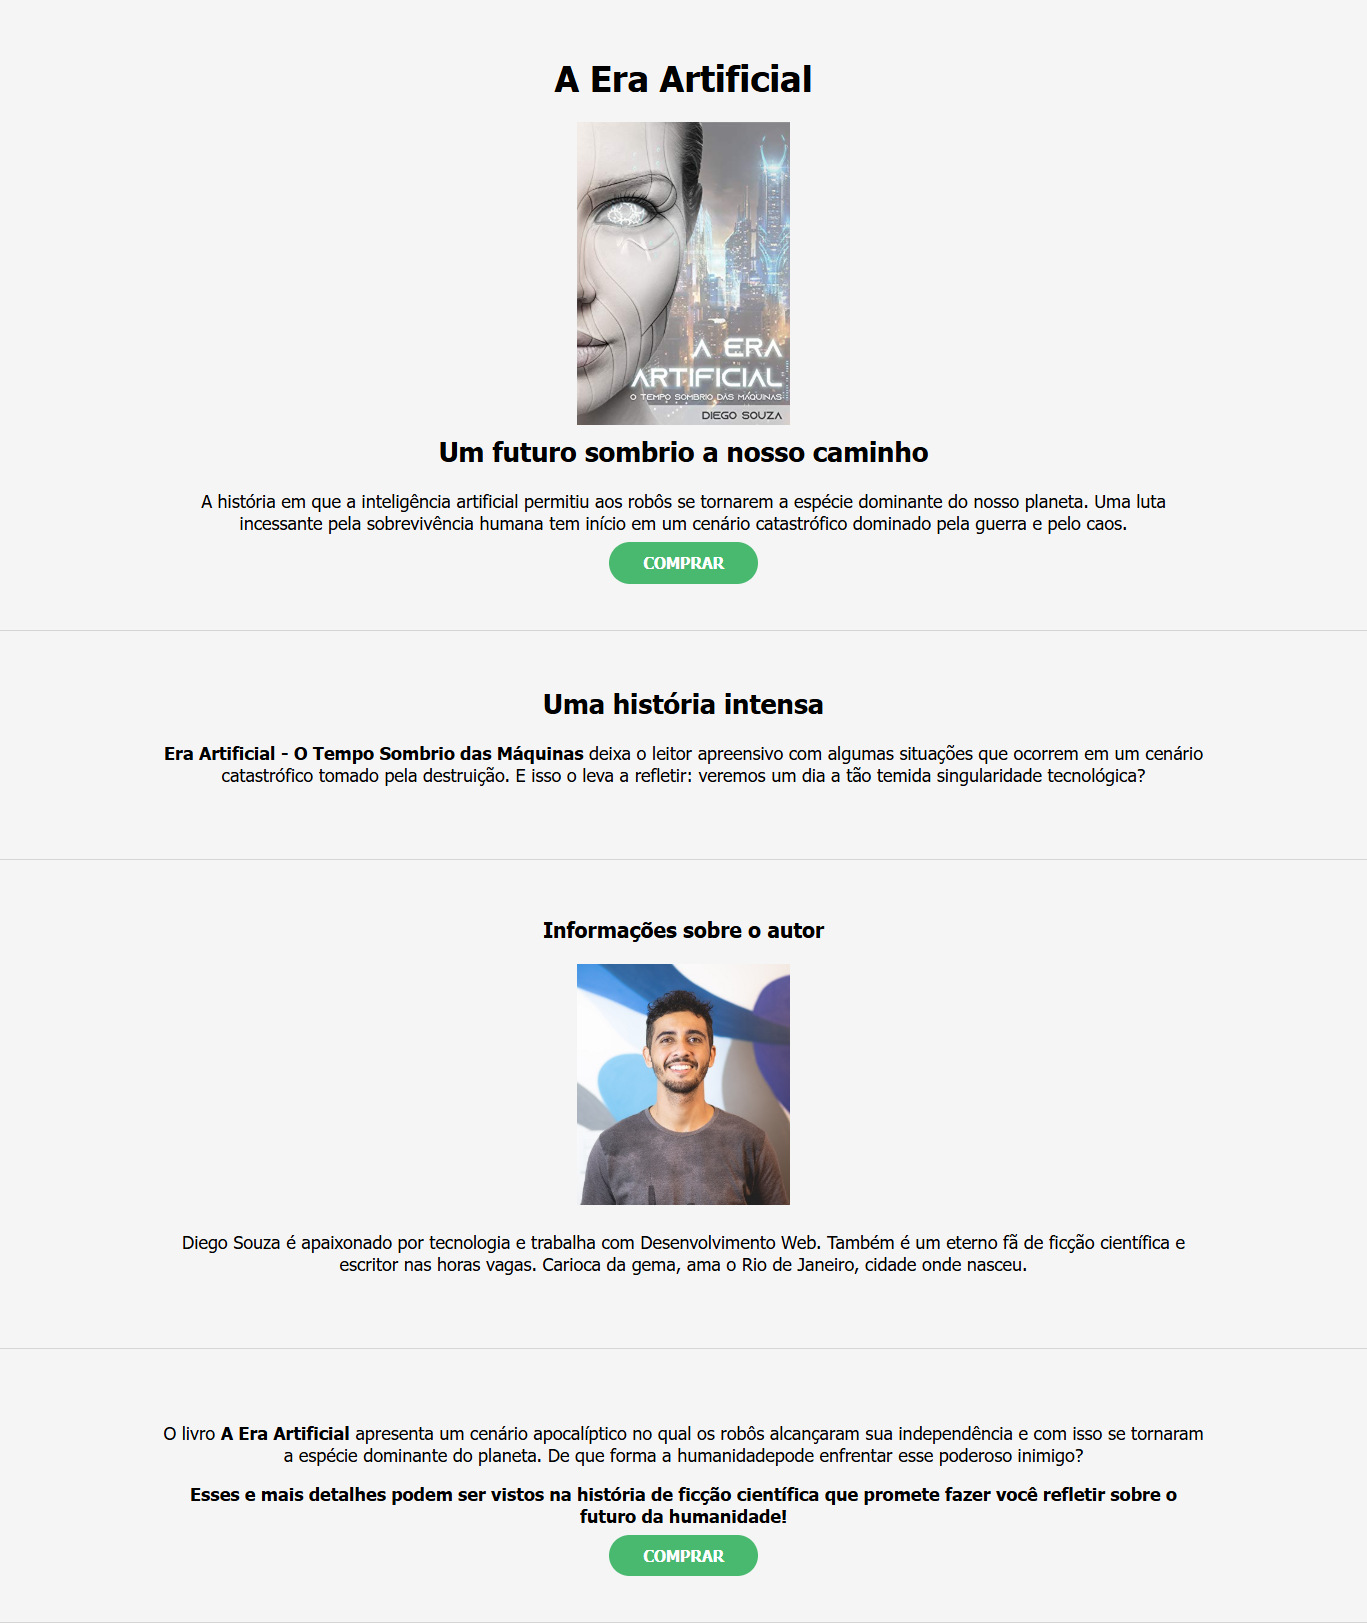 A Era Artificial
A ERA
ARTIFICIAL
O TEMPO SOMBRIO DAS MÁQUINAS
DIEGO SOUZA
Um futuro sombrio a nosso caminho
A história em que a inteligência artificial permitiu aos robôs se tornarem a espécie dominante do nosso planeta. Uma luta
incessante pela sobrevivência humana tem início em um cenário catastrófico dominado pela guerra e pelo caos.
COMPRAR
Uma história intensa
Era Artificial - O Tempo Sombrio das Máquinas deixa o leitor apreensivo com algumas situações que ocorrem em um cenário
catastrófico tomado pela destruição. E isso o leva a refletir: veremos um dia a tão temida singularidade tecnológica?
Informações sobre o autor
Diego Souza é apaixonado por tecnologia e trabalha com Desenvolvimento Web. Também é um eterno fã de ficção científica e
escritor nas horas vagas. Carioca da gema, ama o Rio de Janeiro, cidade onde nasceu.
O livro A Era Artificial apresenta um cenário apocalíptico no qual os robôs alcançaram sua independência e com isso se tornaram
a espécie dominante do planeta. De que forma a humanidadepode enfrentar esse poderoso inimigo?
Esses e mais detalhes podem ser vistos na história de ficção científica que promete fazer você refletir sobre o
futuro da humanidade!
COMPRAR